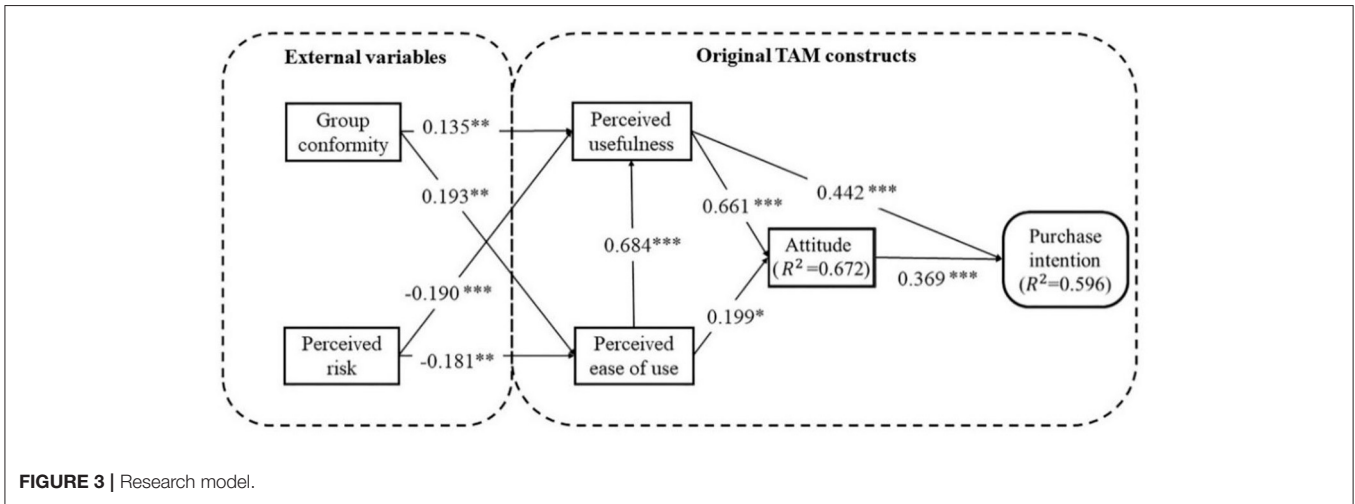 External variables
Original TAM constructs
Group
conformity
0.135**
Perceived
usefulness
0.193**
0.442 ***
0.661 ***
0.684***
Attitude
(R²=0.672)
Purchase
intention
(R²=0.596)
0.369 ***
-0.190 ***
0.199*
Perceived
risk
-0.181**
Perceived
ease of use
FIGURE 3 | Research model.